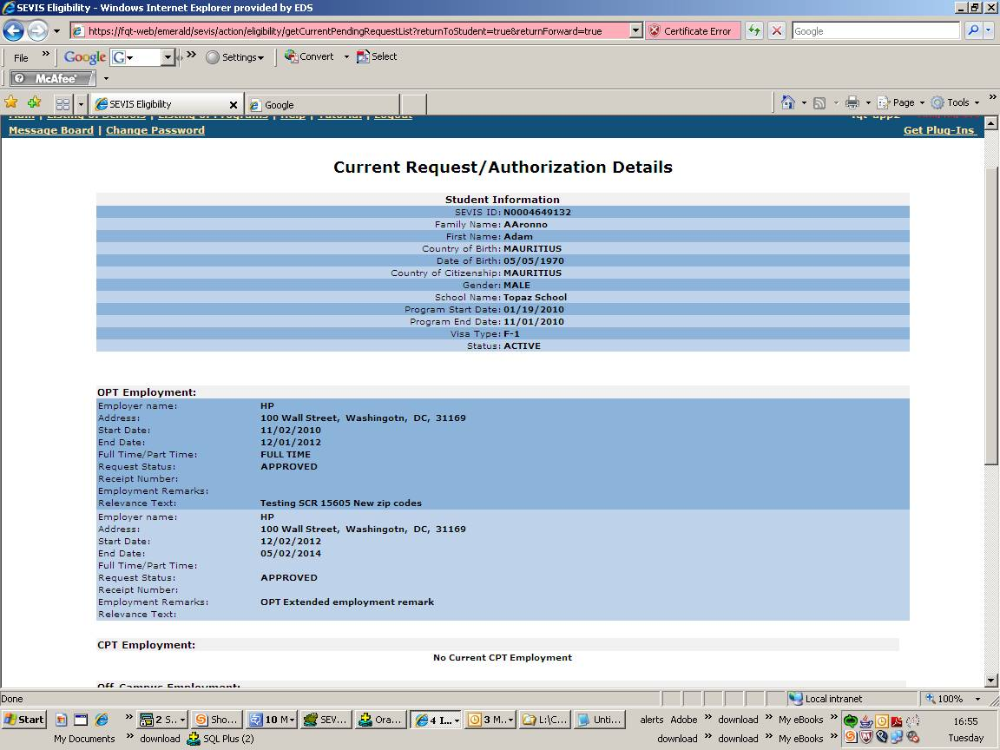 SEVIS Eligibility - Windows Internet Explorer provided by EDS
https://fqt-web/emerald/sevis/action/eligibility/getCurrentPendingRequestList?returnToStudent=true&returnForward=true Certificate Error Google
File » Google G Settings Convert Select
McAfee
SEVIS Eligibility Google Page Tools »
Main | Listing of Schools | Listing of Programs | Help | Tutorial | Logout
Message Board | Change Password Get Plug-Ins
Current Request/Authorization Details
Student Information
SEVIS ID: N0004649132
Family Name: AAronno
First Name: Adam
Country of Birth: MAURITIUS
Date of Birth: 05/05/1970
Country of Citizenship: MAURITIUS
Gender: MALE
School Name: Topaz School
Program Start Date: 01/19/2010
Program End Date: 11/01/2010
Visa Type: F-1
Status: ACTIVE
OPT Employment:
Employer name: HP
Address: 100 Wall Street, Washingotn, DC, 31169
Start Date: 11/02/2010
End Date: 12/01/2012
Full Time/Part Time: FULL TIME
Request Status: APPROVED
Receipt Number:
Employment Remarks:
Relevance Text: Testing SCR 15605 New zip codes
Employer name: HP
Address: 100 Wall Street, Washingotn, DC, 31169
Start Date: 12/02/2012
End Date: 05/02/2014
Full Time/Part Time:
Request Status: APPROVED
Receipt Number:
Employment Remarks: OPT Extended employment remark
Relevance Text:
CPT Employment:
No Current CPT Employment
Off-Campus Employment:
Done Local intranet 100%
Start » 2 S... Sho... 10 M SEV... Ora... 4 I... 3 M... L:\C... Unti... alerts Adobe » download » My eBooks » 16:55
My Documents » download SQL Plus (2) download » download » My eBooks » Tuesday